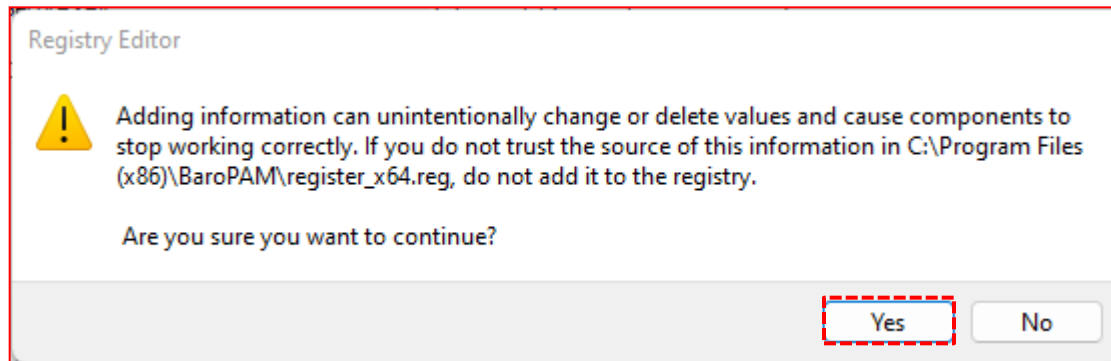 Registry Editor
Adding information can unintentionally change or delete values and cause components to
stop working correctly. If you do not trust the source of this information in C:\Program Files
(x86)\BaroPAM\register_x64.reg, do not add it to the registry.
Are you sure you want to continue?
Yes No